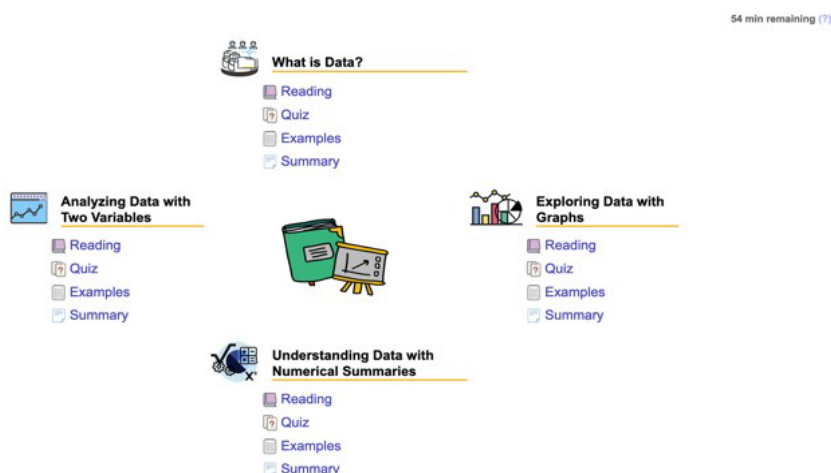 54 min remaining (?)
What is Data?
Reading
Quiz
Examples
Summary
Analyzing Data with
Two Variables
Reading
Quiz
Examples
Summary
Exploring Data with
Graphs
Reading
Quiz
Examples
Summary
Understanding Data with
Numerical Summaries
Reading
Quiz
Examples
Summary